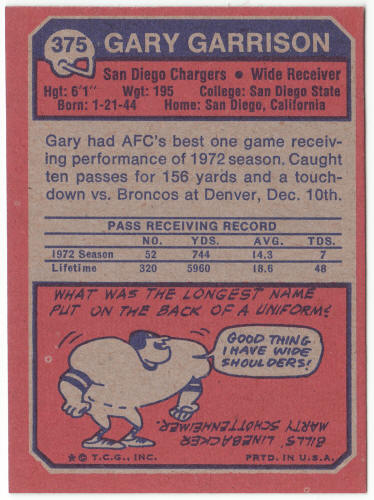 375 GARY GARRISON
San Diego Chargers • Wide Receiver
Hgt: 6'1" Wgt: 195 College: San Diego State
Born: 1-21-44 Home: San Diego, California
Gary had AFC's best one game receiv-
ing performance of 1972 season. Caught
ten passes for 156 yards and a touch-
down vs. Broncos at Denver, Dec. 10th.
PASS RECEIVING RECORD
NO. YDS. AVG. TDS.
1972 Season 52 744 14.3 7
Lifetime 320 5960 18.6 48
WHAT WAS THE LONGEST NAME
PUT ON THE BACK OF A UNIFORM?
GOOD THING
I HAVE WIDE
SHOULDERS!
BILLS, LINEBACKER
MARTY SCHOTTENHEIMER.
* © T.C.G., INC. PRTD. IN U.S.A.